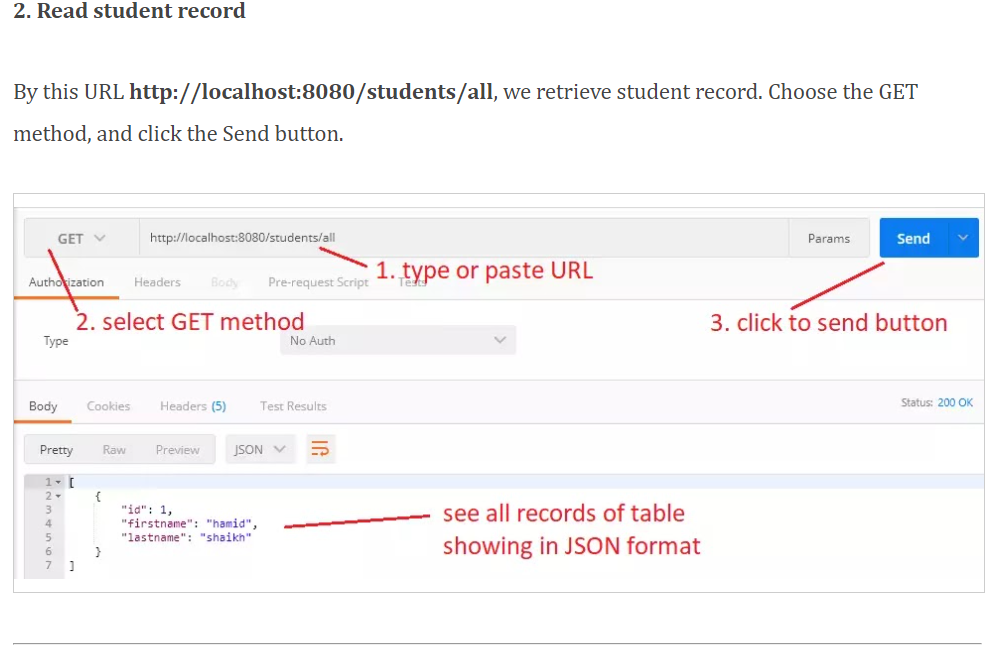 2. Read student record
By this URL http://localhost:8080/students/all, we retrieve student record. Choose the GET
method, and click the Send button.
GET http://localhost:8080/students/all Params Send
1. type or paste URL
Authorization Headers Body Pre-request Script Tests
2. select GET method
3. click to send button
Type No Auth
Body Cookies Headers (5) Test Results Status: 200 OK
Pretty Raw Preview JSON
1 [
2 {
3 "id": 1,
4 "firstname": "hamid",
5 "lastname": "shaikh"
6 }
7 ]
see all records of table
showing in JSON format